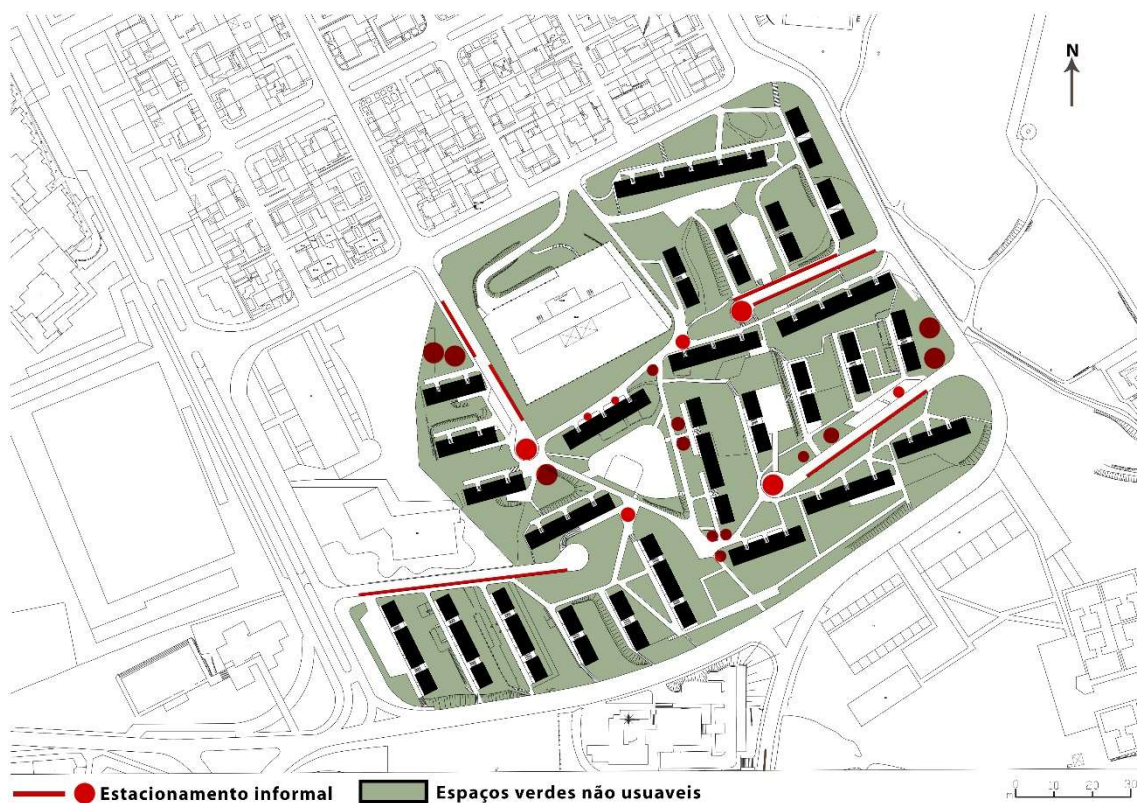 N
Estacionamento informal
Espaços verdes não usuaveis
0 10 20 30
m